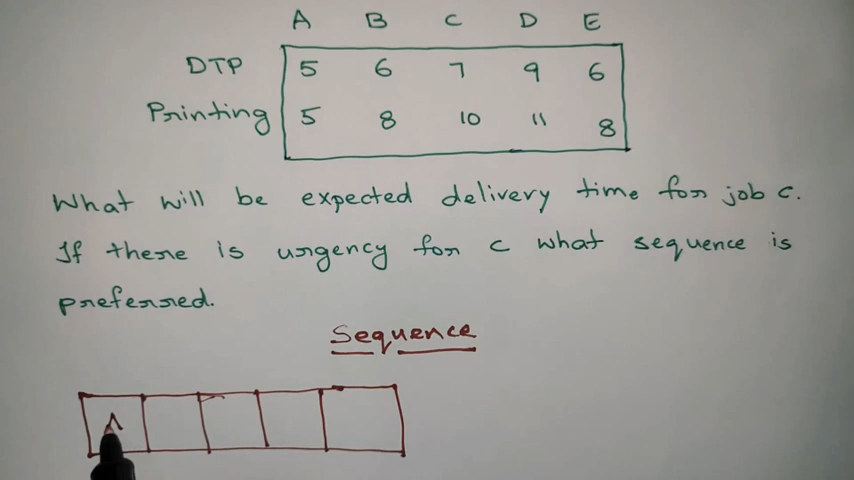 A B C D E
DTP 5 6 7 9 6
Printing 5 8 10 11 8
What will be expected delivery time for job c.
If there is urgency for c what sequence is
preferred.
Sequence
A